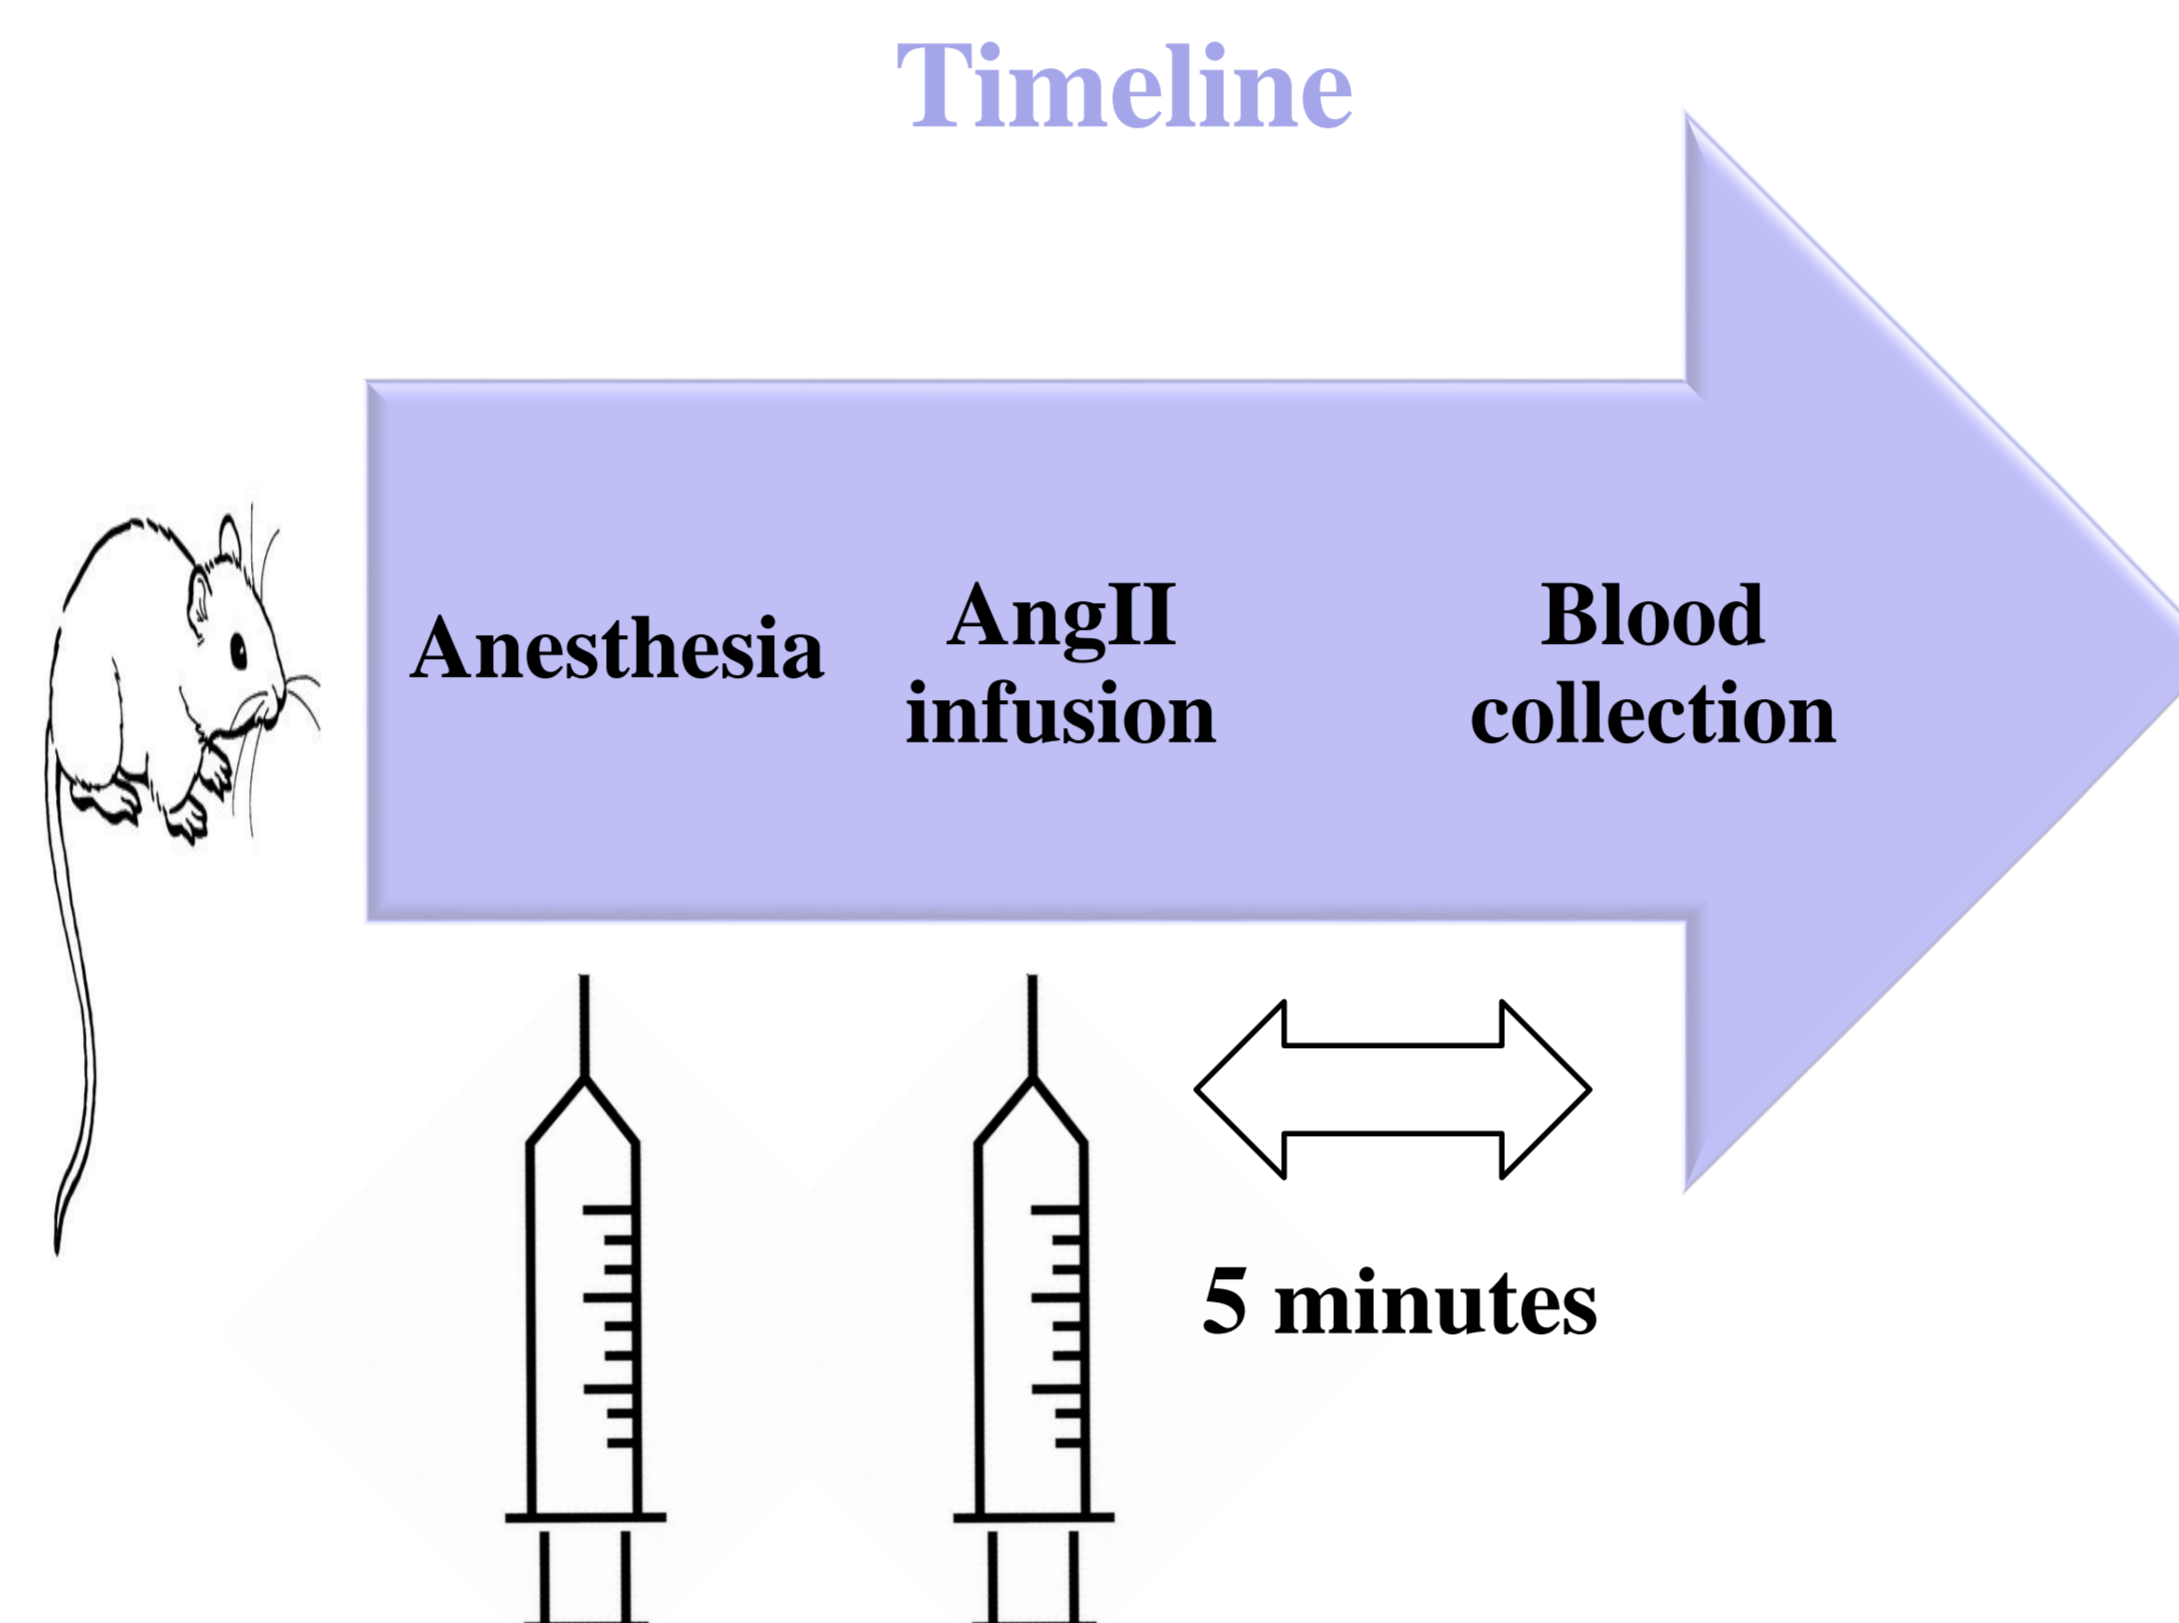 Timeline
Anesthesia
AngII
infusion
Blood
collection
5 minutes